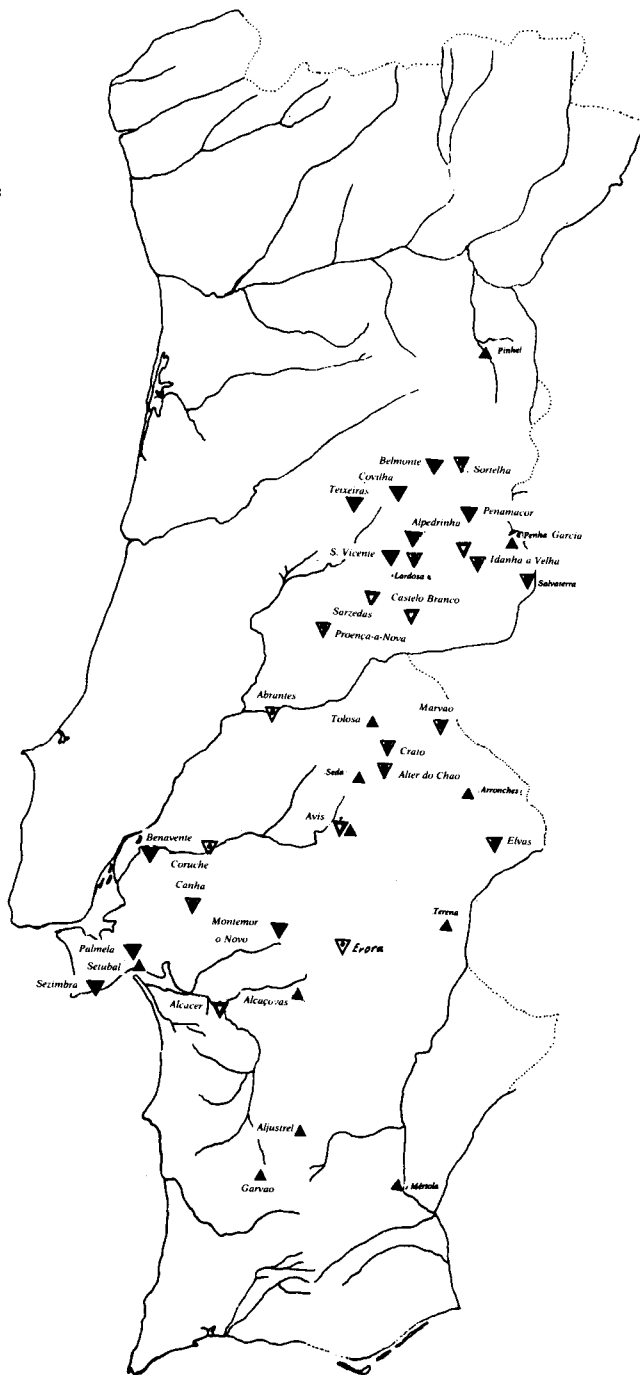 Pinhel
Belmonte
Sortelha
Covilha
Teixeiras
Penamacor
Alpedrinha
Penha Garcia
S. Vicente
Idanha a Velha
Lardosa
Salvaterra
Castelo Branco
Sarzedas
Proença-a-Nova
Abrantes
Tolosa
Marvao
Crato
Seda
Alter do Chao
Arronches
Avis
Benavente
Elvas
Coruche
Canha
Montemor
o Novo
Terena
Evora
Palmela
Setubal
Sezimbra
Alcacer
Alcaçovas
Aljustrel
Garvao
Mértola